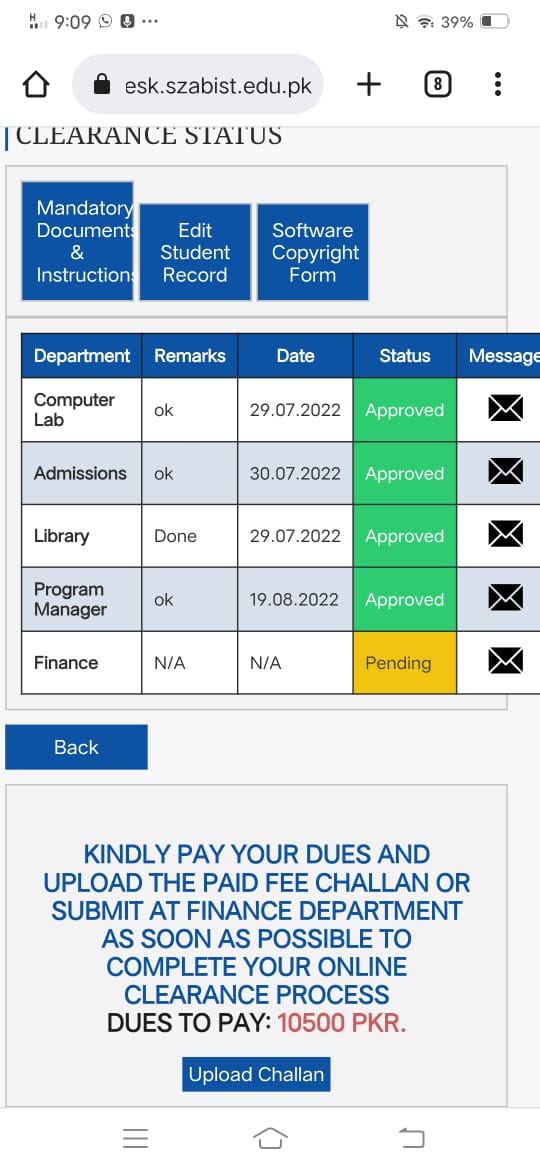 9:09
39%
esk.szabist.edu.pk
8
CLEARANCE STATUS
Mandatory
Documents
&
Instructions
Edit
Student
Record
Software
Copyright
Form
Department Remarks Date Status Message
Computer
Lab
ok 29.07.2022 Approved
Admissions ok 30.07.2022 Approved
Library Done 29.07.2022 Approved
Program
Manager
ok 19.08.2022 Approved
Finance N/A N/A Pending
Back
KINDLY PAY YOUR DUES AND
UPLOAD THE PAID FEE CHALLAN OR
SUBMIT AT FINANCE DEPARTMENT
AS SOON AS POSSIBLE TO
COMPLETE YOUR ONLINE
CLEARANCE PROCESS
DUES TO PAY: 10500 PKR.
Upload Challan